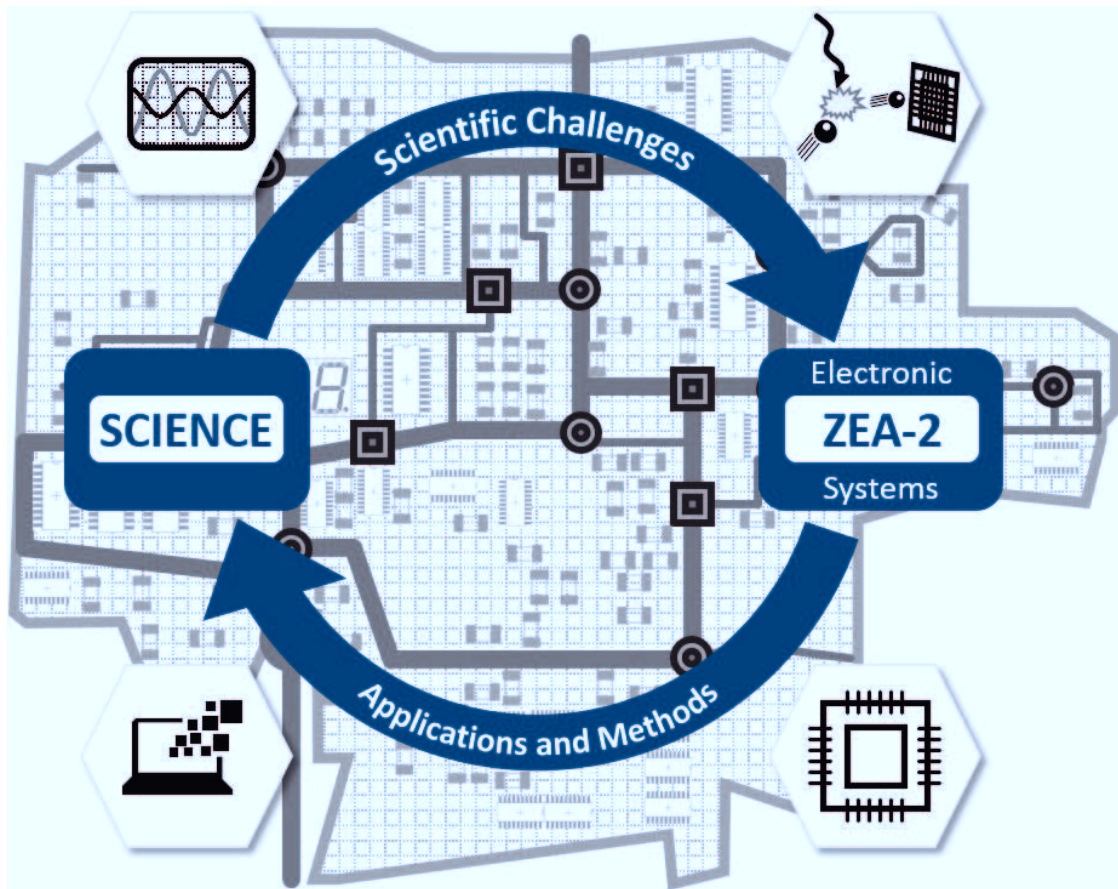 Scientific Challenges
SCIENCE
Electronic
ZEA-2
Systems
Applications and Methods